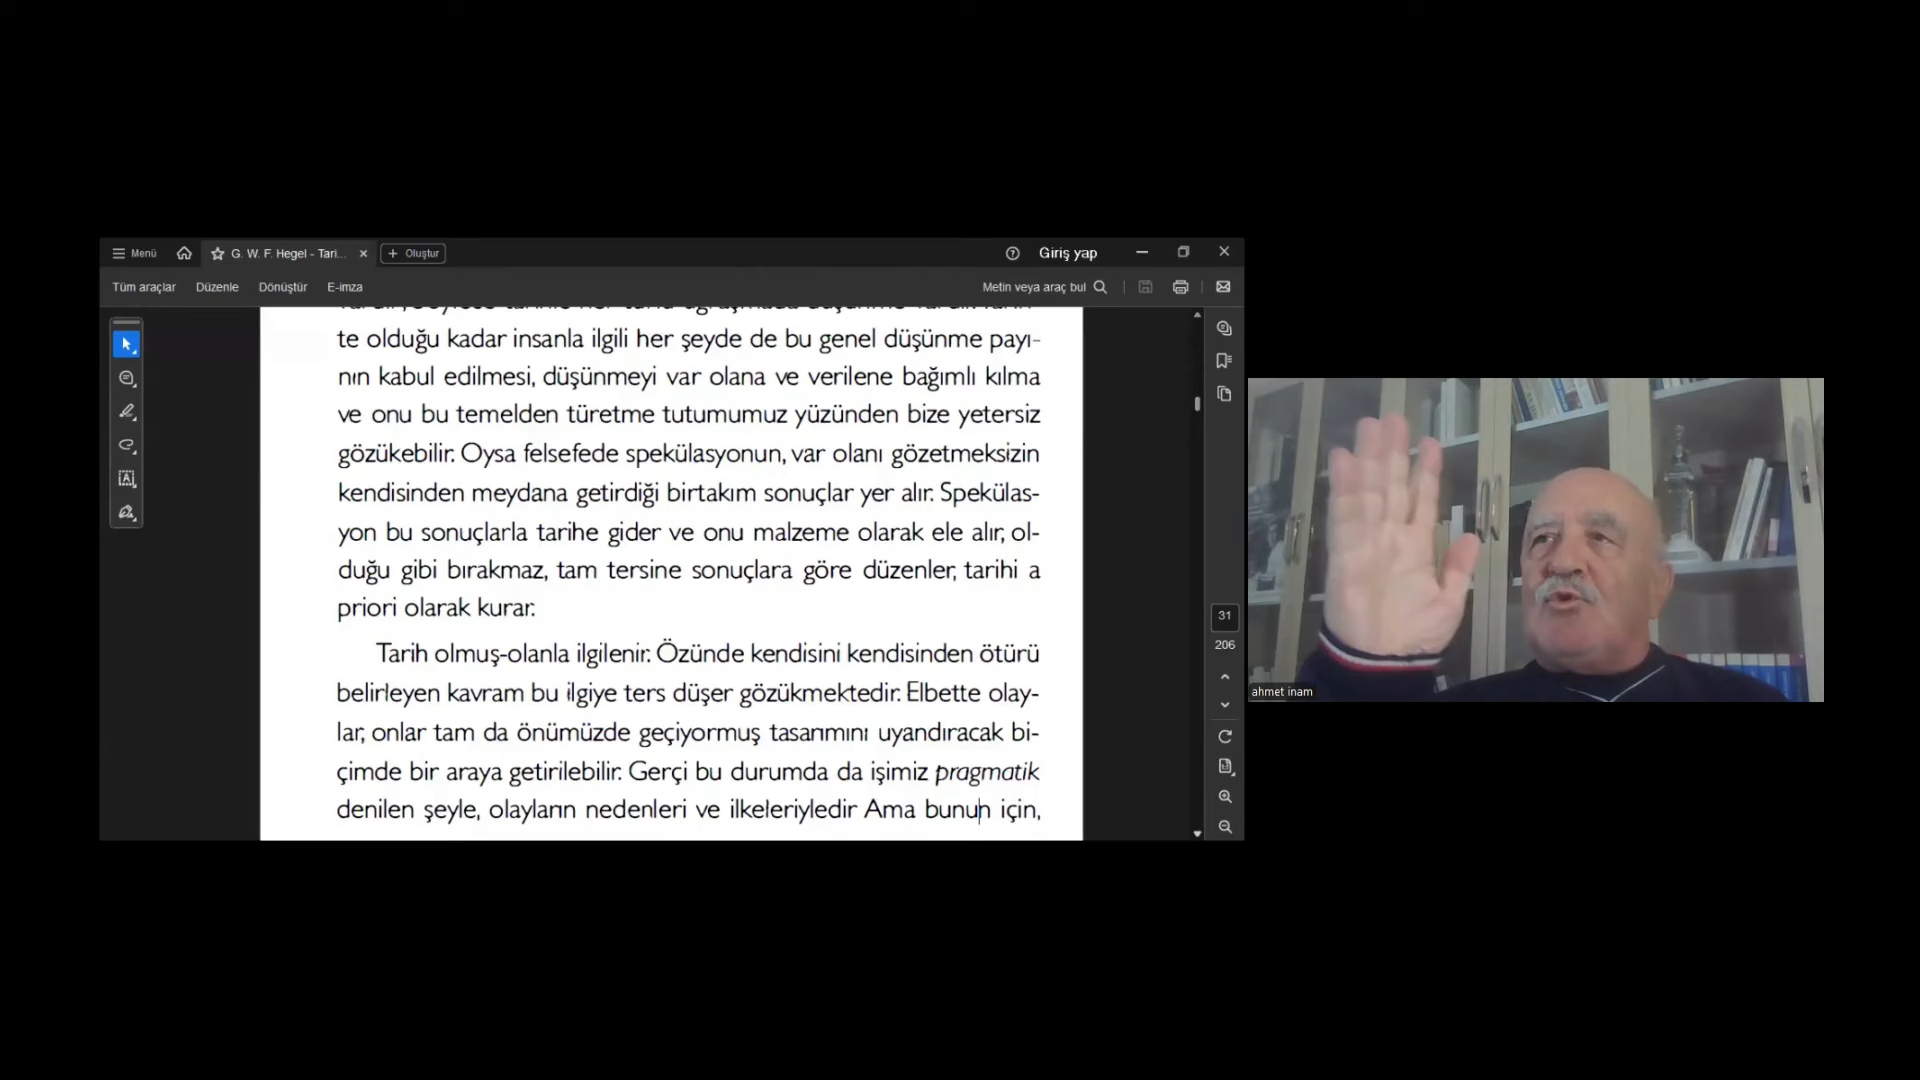 Menü
G. W. F. Hegel - Tari...
Oluştur
Giriş yap
Tüm araçlar
Düzenle
Dönüştür
E-imza
Metin veya araç bul
te olduğu kadar insanla ilgili her şeyde de bu genel düşünme payı-
nın kabul edilmesi, düşünmeyi var olana ve verilene bağımlı kılma
ve onu bu temelden türetme tutumumuz yüzünden bize yetersiz
gözükebilir. Oysa felsefede spekülasyonun, var olanı gözetmeksizin
kendisinden meydana getirdiği birtakım sonuçlar yer alır. Spekülas-
yon bu sonuçlarla tarihe gider ve onu malzeme olarak ele alır, ol-
duğu gibi bırakmaz, tam tersine sonuçlara göre düzenler, tarihi a
priori olarak kurar.
Tarih olmuş-olanla ilgilenir. Özünde kendisini kendisinden ötürü
belirleyen kavram bu ilgiye ters düşer gözükmektedir. Elbette olay-
lar, onlar tam da önümüzde geçiyormuş tasarımını uyandıracak bi-
çimde bir araya getirilebilir. Gerçi bu durumda da işimiz pragmatik
denilen şeyle, olayların nedenleri ve ilkeleriyledir Ama bunun için,
31
206
ahmet inam